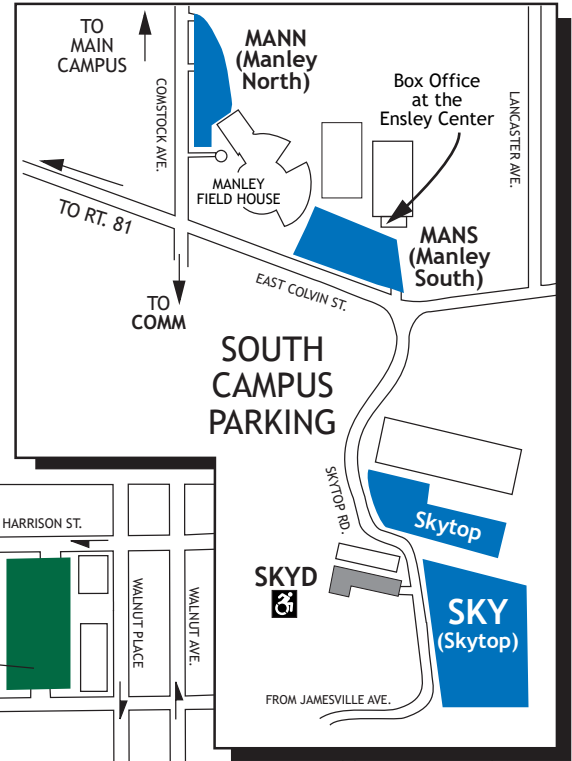 TO
MAIN
CAMPUS
COMSTOCK AVE.
MANN
(Manley
North)
Box Office
at the
Ensley Center
LANCASTER AVE.
MANLEY
FIELD HOUSE
TO RT. 81
MANS
(Manley
South)
EAST COLVIN ST.
TO
COMM
SOUTH
CAMPUS
PARKING
SKYTOP RD.
Skytop
HARRISON ST.
WALNUT PLACE
WALNUT AVE.
SKYD
SKY
(Skytop)
FROM JAMESVILLE AVE.